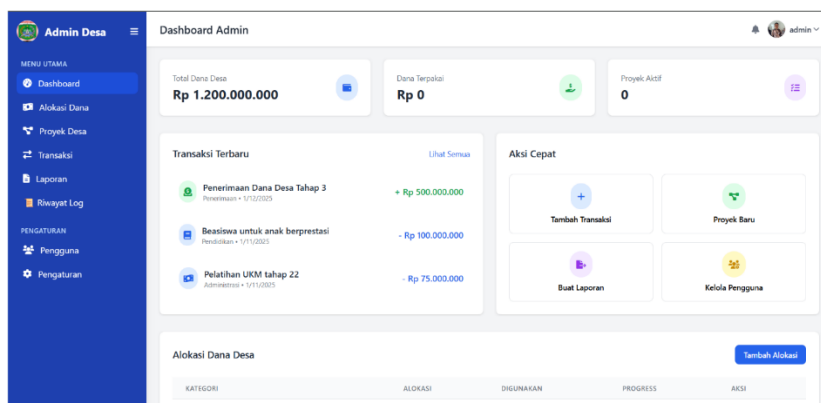 Admin Desa
MENU UTAMA
Dashboard
Alokasi Dana
Proyek Desa
Transaksi
Laporan
Riwayat Log
PENGATURAN
Pengguna
Pengaturan
Dashboard Admin
admin
Total Dana Desa
Rp 1.200.000.000
Dana Terpakai
Rp 0
Proyek Aktif
0
Transaksi Terbaru
Lihat Semua
Penerimaan Dana Desa Tahap 3
Penerimaan • 1/12/2025
+ Rp 500.000.000
Beasiswa untuk anak berprestasi
Pendidikan • 1/11/2025
- Rp 100.000.000
Pelatihan UKM tahap 22
Administrasi • 1/11/2025
- Rp 75.000.000
Aksi Cepat
Tambah Transaksi
Proyek Baru
Buat Laporan
Kelola Pengguna
Alokasi Dana Desa
Tambah Alokasi
KATEGORI ALOKASI DIGUNAKAN PROGRESS AKSI